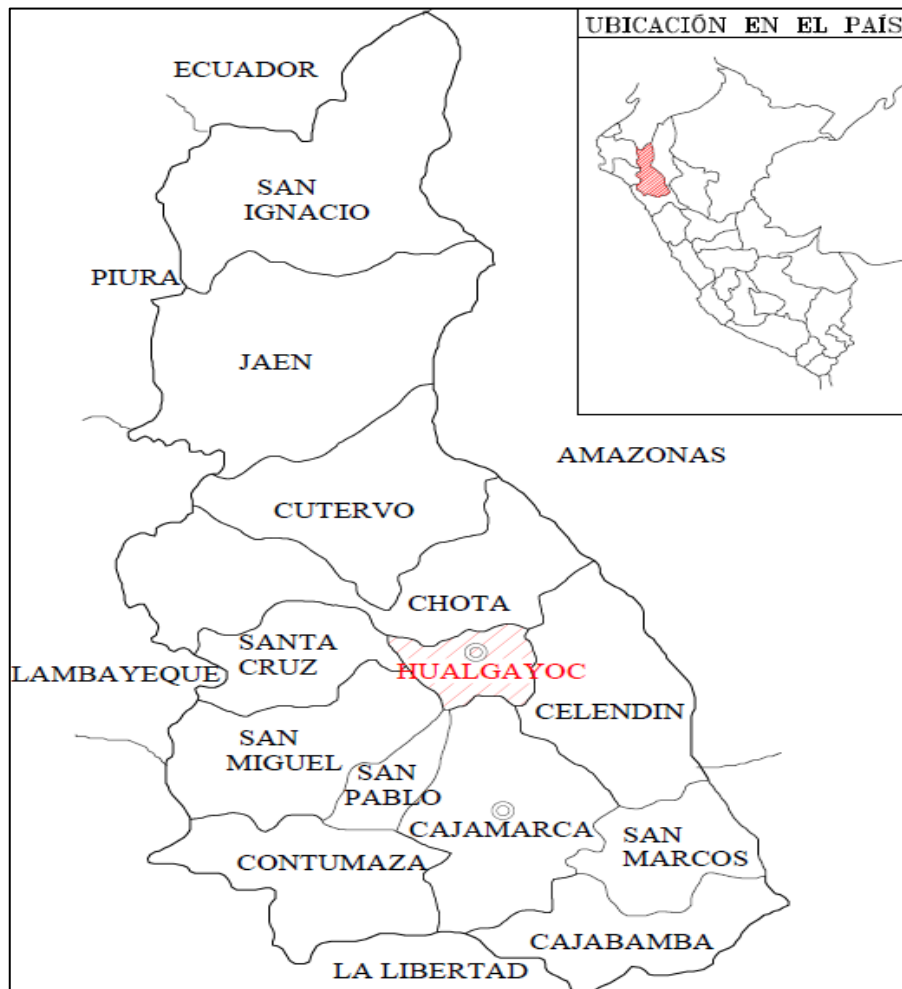 UBICACIÓN EN EL PAÍS
ECUADOR
SAN
IGNACIO
PIURA
JAEN
AMAZONAS
CUTERVO
CHOTA
SANTA
CRUZ
LAMBAYEQUE
HUALGAYOC
CELENDIN
SAN
MIGUEL
SAN
PABLO
CAJAMARCA
SAN
MARCOS
CONTUMAZA
CAJABAMBA
LA LIBERTAD